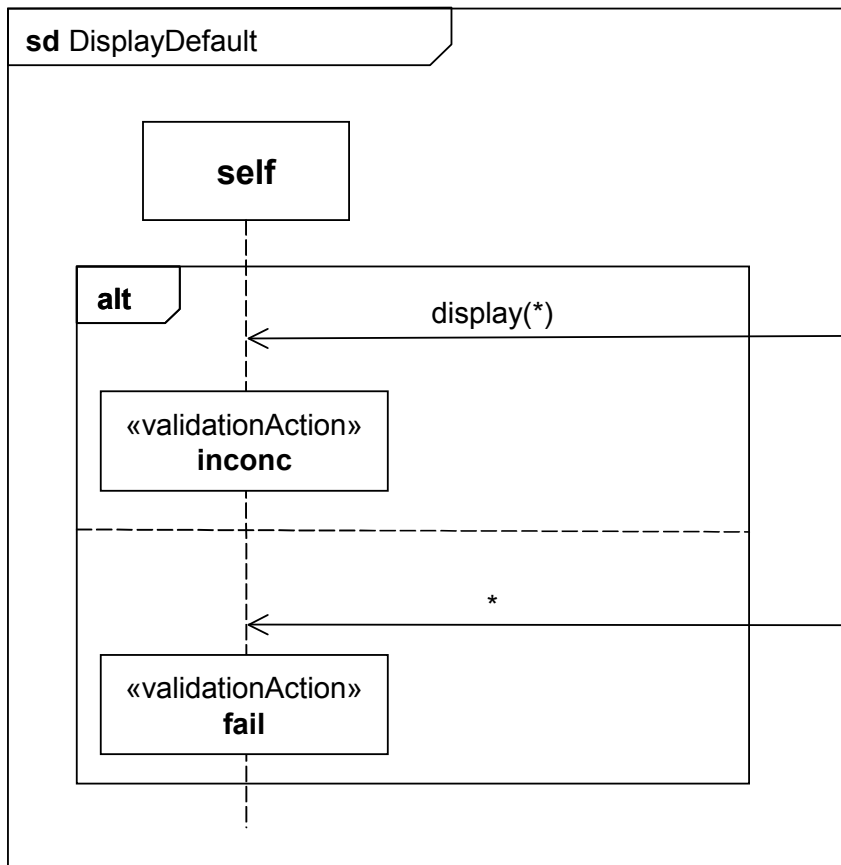 sd DisplayDefault
self
alt
display(*)
«validationAction»
inconc
*
«validationAction»
fail